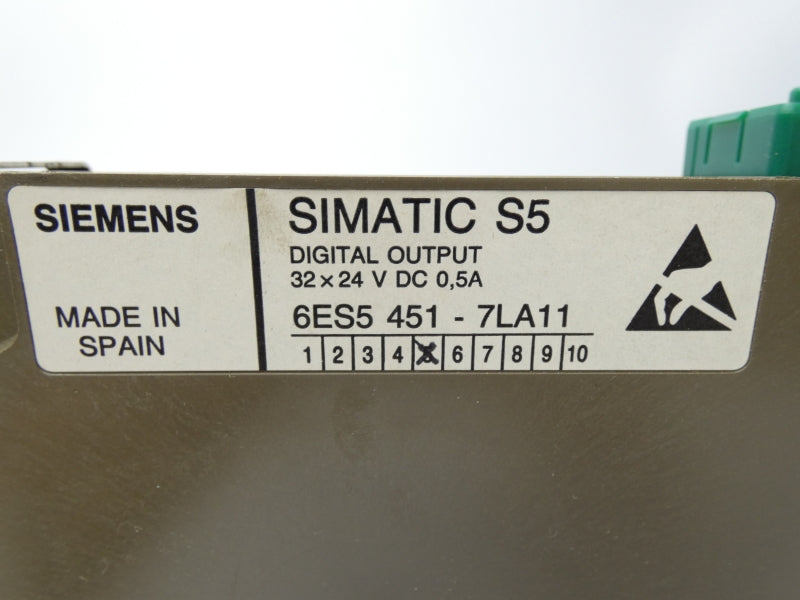 SIEMENS
MADE IN
SPAIN
SIMATIC S5
DIGITAL OUTPUT
32 × 24 V DC 0,5A
6ES5 451 - 7LA11
1 2 3 4 5 6 7 8 9 10